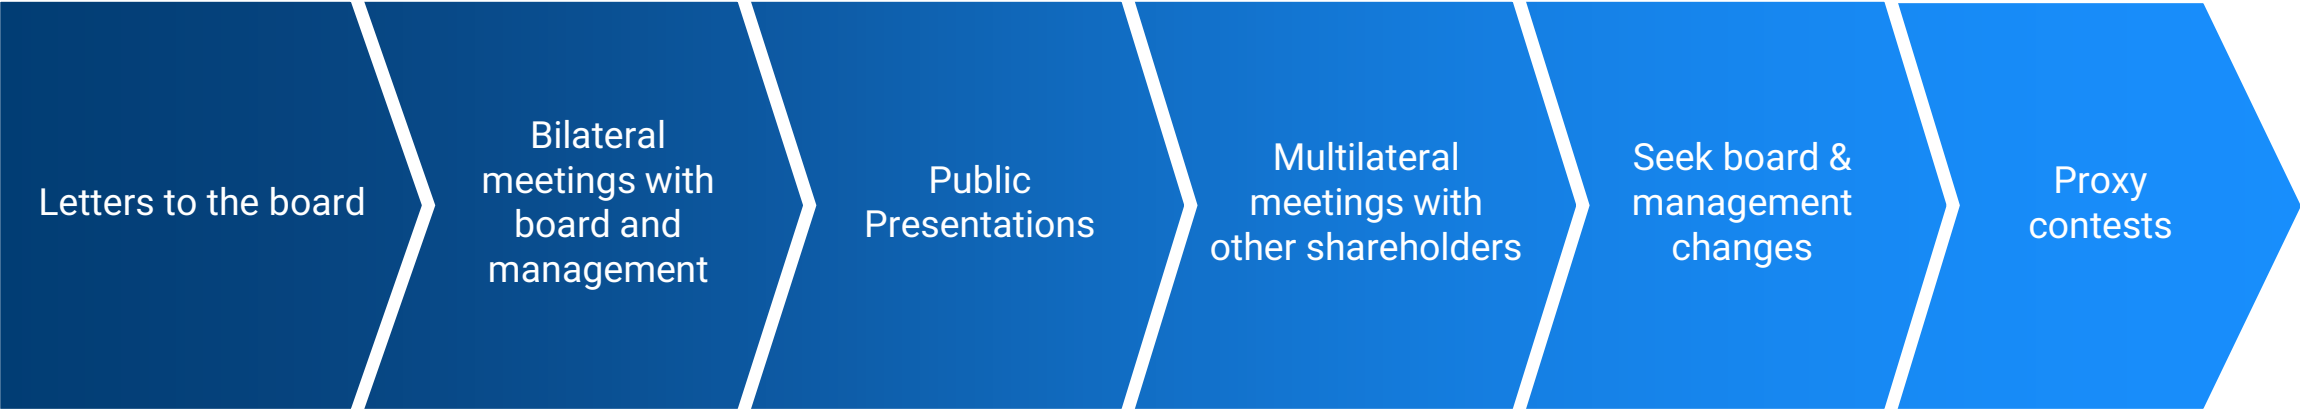 Letters to the board
Bilateral
meetings with
board and
management
Public
Presentations
Multilateral
meetings with
other shareholders
Seek board &
management
changes
Proxy
contests